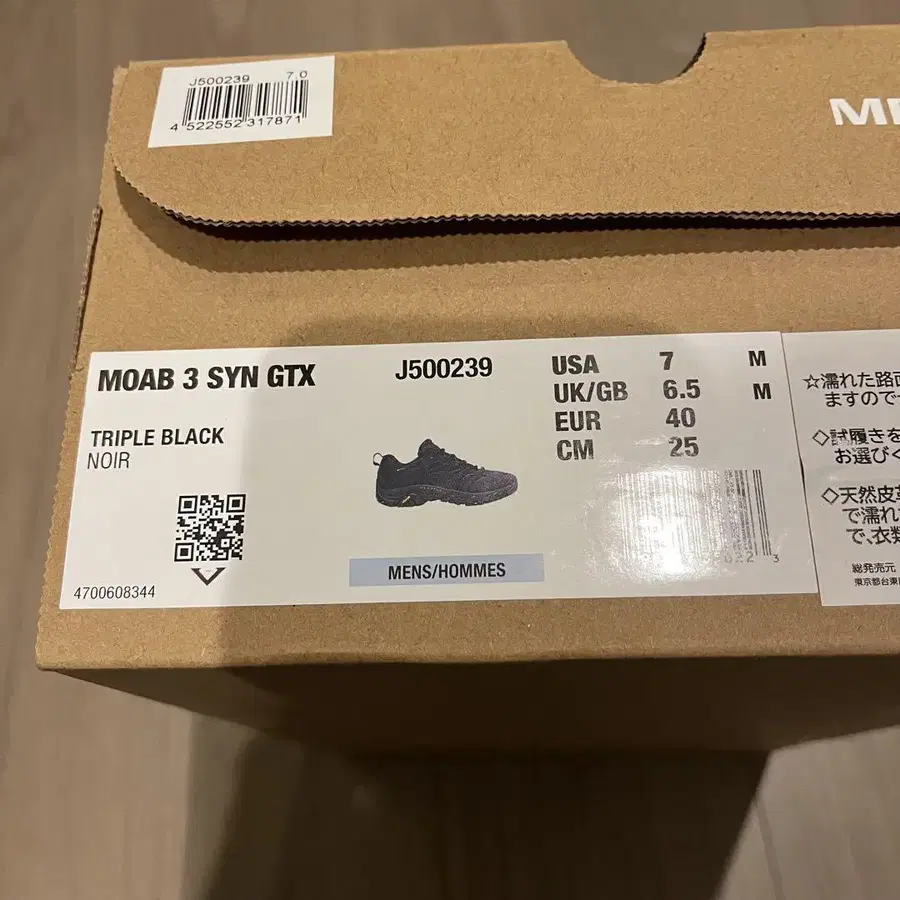 J500239 7.0
4 522552 317871
MOAB 3 SYN GTX
J500239
TRIPLE BLACK
NOIR
4700608344
MENS/HOMMES
USA 7 M
UK/GB 6.5 M
EUR 40
CM 25
☆濡れた路
ますので
◇試履きを
お選び
◇天然皮
で濡れ
で、衣類
総発売元
東京都台東